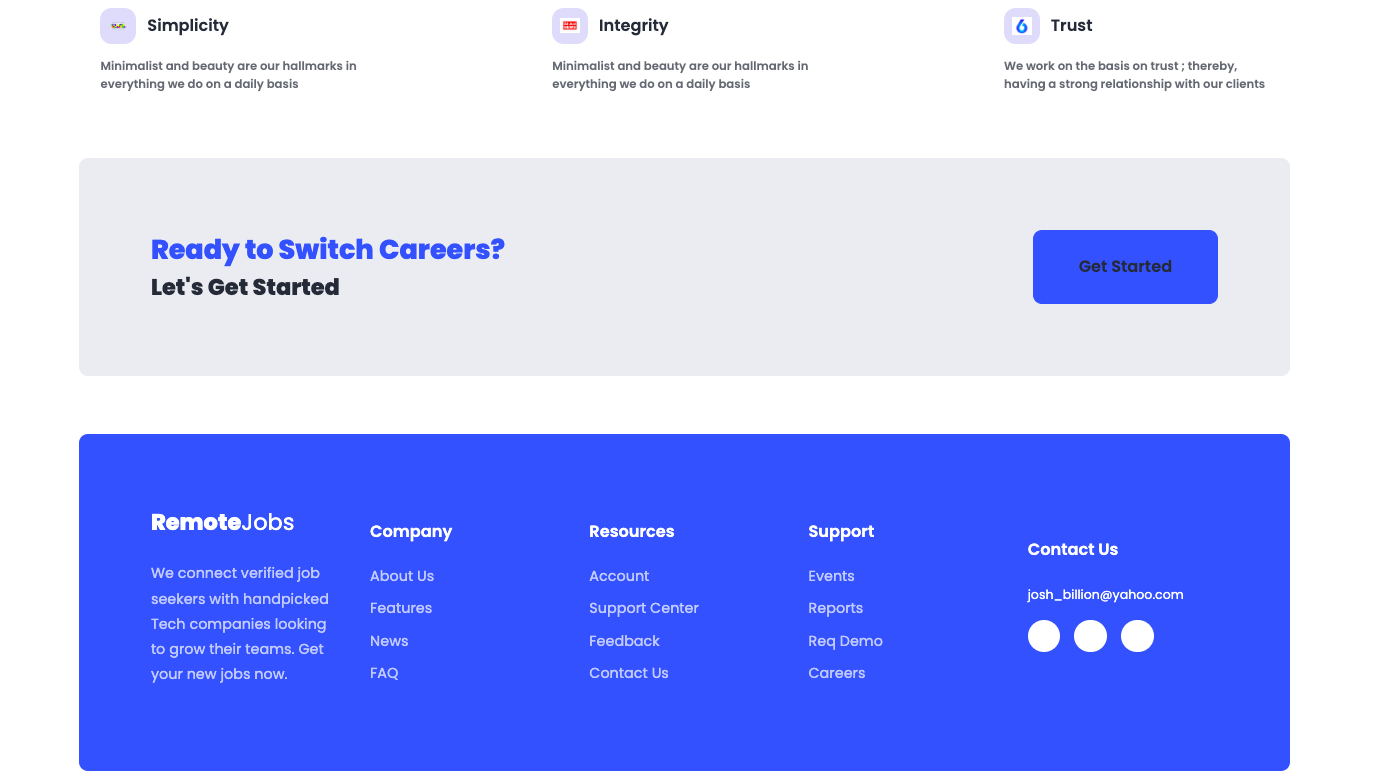 Simplicity
Minimalist and beauty are our hallmarks in
everything we do on a daily basis
Integrity
Minimalist and beauty are our hallmarks in
everything we do on a daily basis
Trust
We work on the basis on trust ; thereby,
having a strong relationship with our clients
Ready to Switch Careers?
Let's Get Started
Get Started
RemoteJobs
We connect verified job
seekers with handpicked
Tech companies looking
to grow their teams. Get
your new jobs now.
Company
About Us
Features
News
FAQ
Resources
Account
Support Center
Feedback
Contact Us
Support
Events
Reports
Req Demo
Careers
Contact Us
josh_billion@yahoo.com